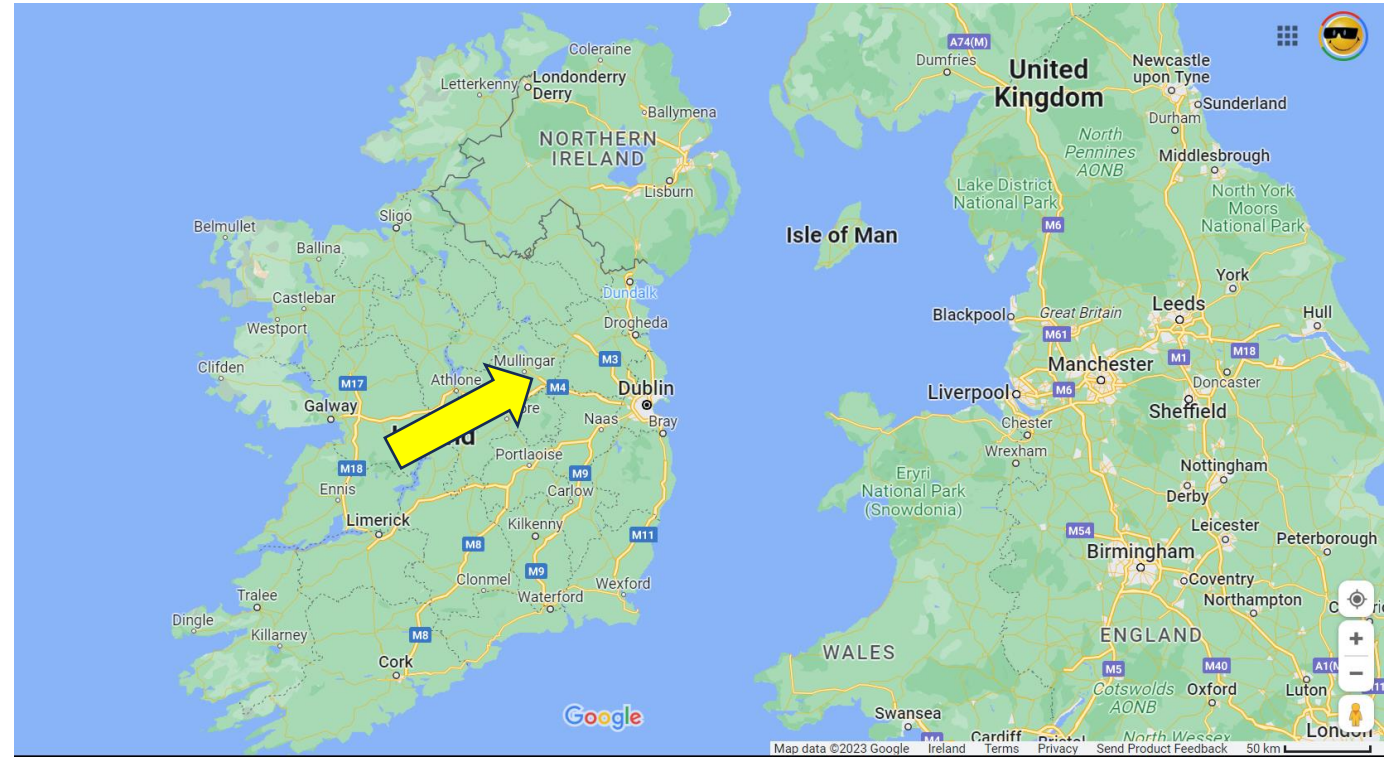 Coleraine
Letterkenny
Londonderry
Derry
Ballymena
NORTHERN
IRELAND
Lisburn
Belmullet
Sligo
Ballina
Castlebar
Westport
Dundalk
Drogheda
Clifden
Mullingar
M3
M17
Athlone
M4
Dublin
Galway
Naas
Bray
Portlaoise
M18
M9
Ennis
Carlow
Limerick
Kilkenny
M11
M8
Clonmel
M9
Wexford
Waterford
Tralee
Dingle
Killarney
M8
Cork
Google
A74(M)
Dumfries
United
Kingdom
Newcastle
upon Tyne
Sunderland
Durham
North
Pennines
AONB
Middlesbrough
Lake District
National Park
North York
Moors
National Park
M6
Isle of Man
York
Blackpool
Great Britain
Leeds
Hull
M61
Manchester
M1
M18
Liverpool
M6
Doncaster
Sheffield
Chester
Wrexham
Eryri
National Park
(Snowdonia)
Nottingham
Derby
M54
Leicester
Peterborough
Birmingham
Coventry
Northampton
WALES
ENGLAND
M5
M40
Cotswolds
AONB
Oxford
Luton
Swansea
M4
Cardiff
Bristol
North Wessex
London
Map data ©2023 Google Ireland Terms Privacy Send Product Feedback 50 km